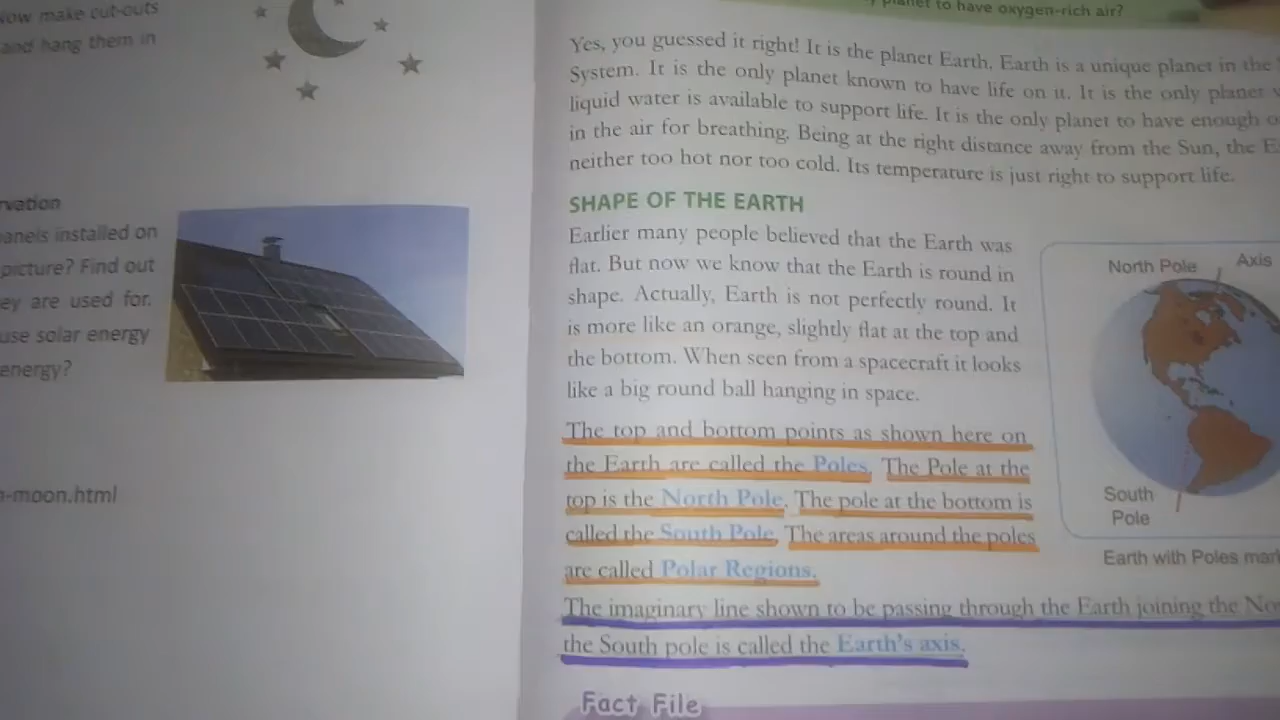 Now make cut-outs
and hang them in
rvation
anels installed on
picture? Find out
ey are used for.
use solar energy
energy?
-moon.html
planet to have oxygen-rich air?
Yes, you guessed it right! It is the planet Earth. Earth is a unique planet in the
System. It is the only planet known to have life on it. It is the only planet
liquid water is available to support life. It is the only planet to have enough
in the air for breathing. Being at the right distance away from the Sun, the
neither too hot nor too cold. Its temperature is just right to support life.
SHAPE OF THE EARTH
Earlier many people believed that the Earth was
flat. But now we know that the Earth is round in
shape. Actually, Earth is not perfectly round. It
is more like an orange, slightly flat at the top and
the bottom. When seen from a spacecraft it looks
like a big round ball hanging in space.
The top and bottom points as shown here on
the Earth are called the Poles. The Pole at the
top is the North Pole. The pole at the bottom is
called the South Pole. The areas around the poles
are called Polar Regions.
The imaginary line shown to be passing through the Earth joining the No
the South pole is called the Earth's axis.
North Pole
Axis
South
Pole
Earth with Poles mar
Fact File